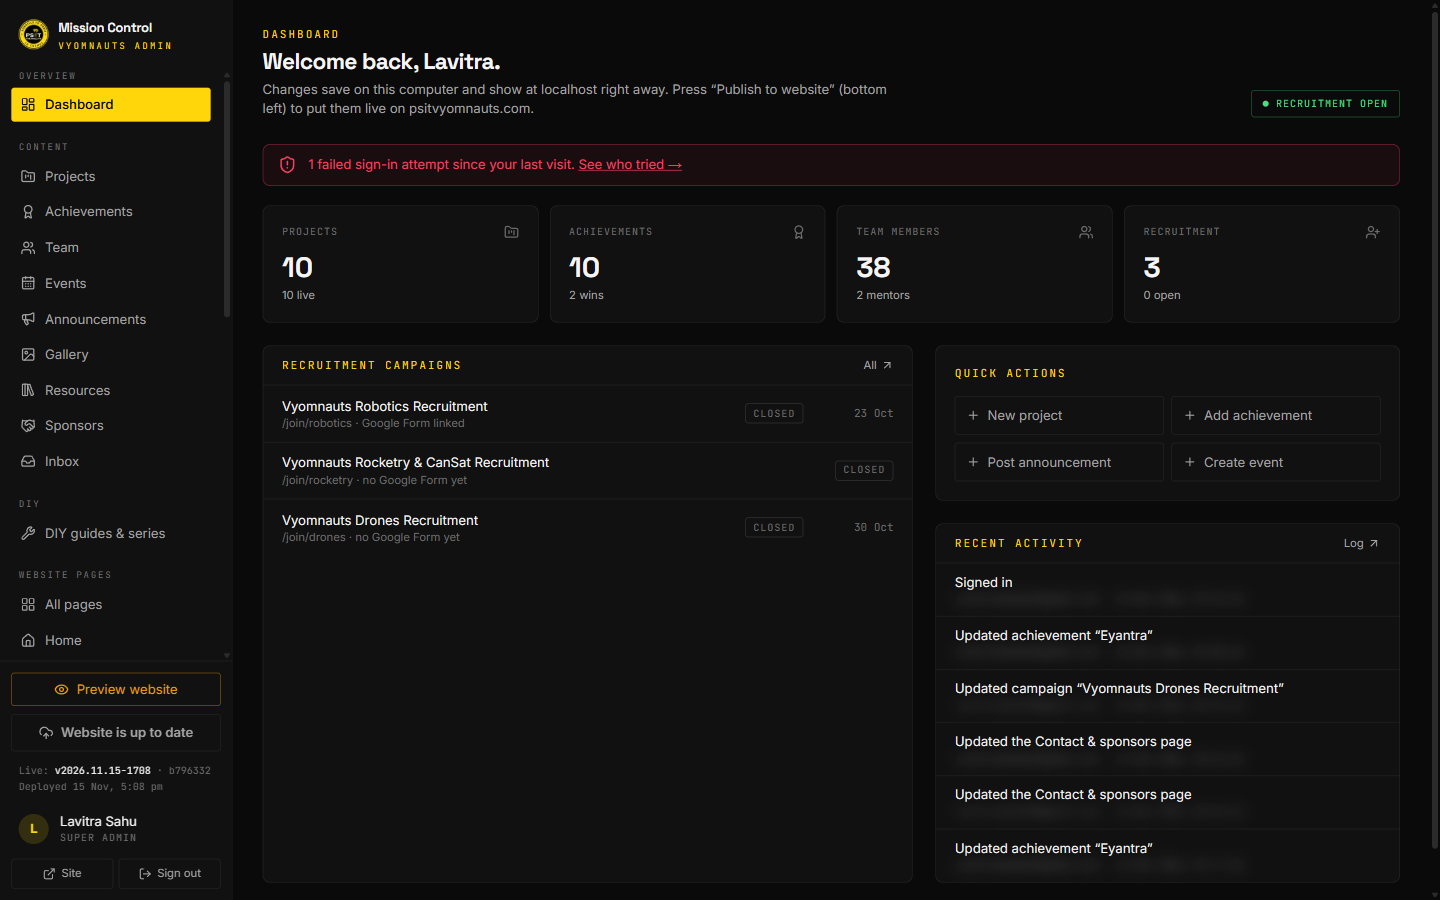 Mission Control
VYOMNAUTS ADMIN
OVERVIEW
Dashboard
CONTENT
Projects
Achievements
Team
Events
Announcements
Gallery
Resources
Sponsors
Inbox
DIY
DIY guides & series
WEBSITE PAGES
All pages
Home
Preview website
Website is up to date
Live: v2026.11.15-1708 · b796332
Deployed 15 Nov, 5:08 pm
L
Lavitra Sahu
SUPER ADMIN
Site
Sign out
DASHBOARD
Welcome back, Lavitra.
Changes save on this computer and show at localhost right away. Press “Publish to website” (bottom
left) to put them live on psitvyomnauts.com.
RECRUITMENT OPEN
1 failed sign-in attempt since your last visit. See who tried →
PROJECTS
10
10 live
ACHIEVEMENTS
10
2 wins
TEAM MEMBERS
38
2 mentors
RECRUITMENT
3
0 open
RECRUITMENT CAMPAIGNS
All
Vyomnauts Robotics Recruitment
/join/robotics · Google Form linked
CLOSED
23 Oct
Vyomnauts Rocketry & CanSat Recruitment
/join/rocketry · no Google Form yet
CLOSED
Vyomnauts Drones Recruitment
/join/drones · no Google Form yet
CLOSED
30 Oct
QUICK ACTIONS
New project
Add achievement
Post announcement
Create event
RECENT ACTIVITY
Log
Signed in
Updated achievement “Eyantra”
Updated campaign “Vyomnauts Drones Recruitment”
Updated the Contact & sponsors page
Updated the Contact & sponsors page
Updated achievement “Eyantra”